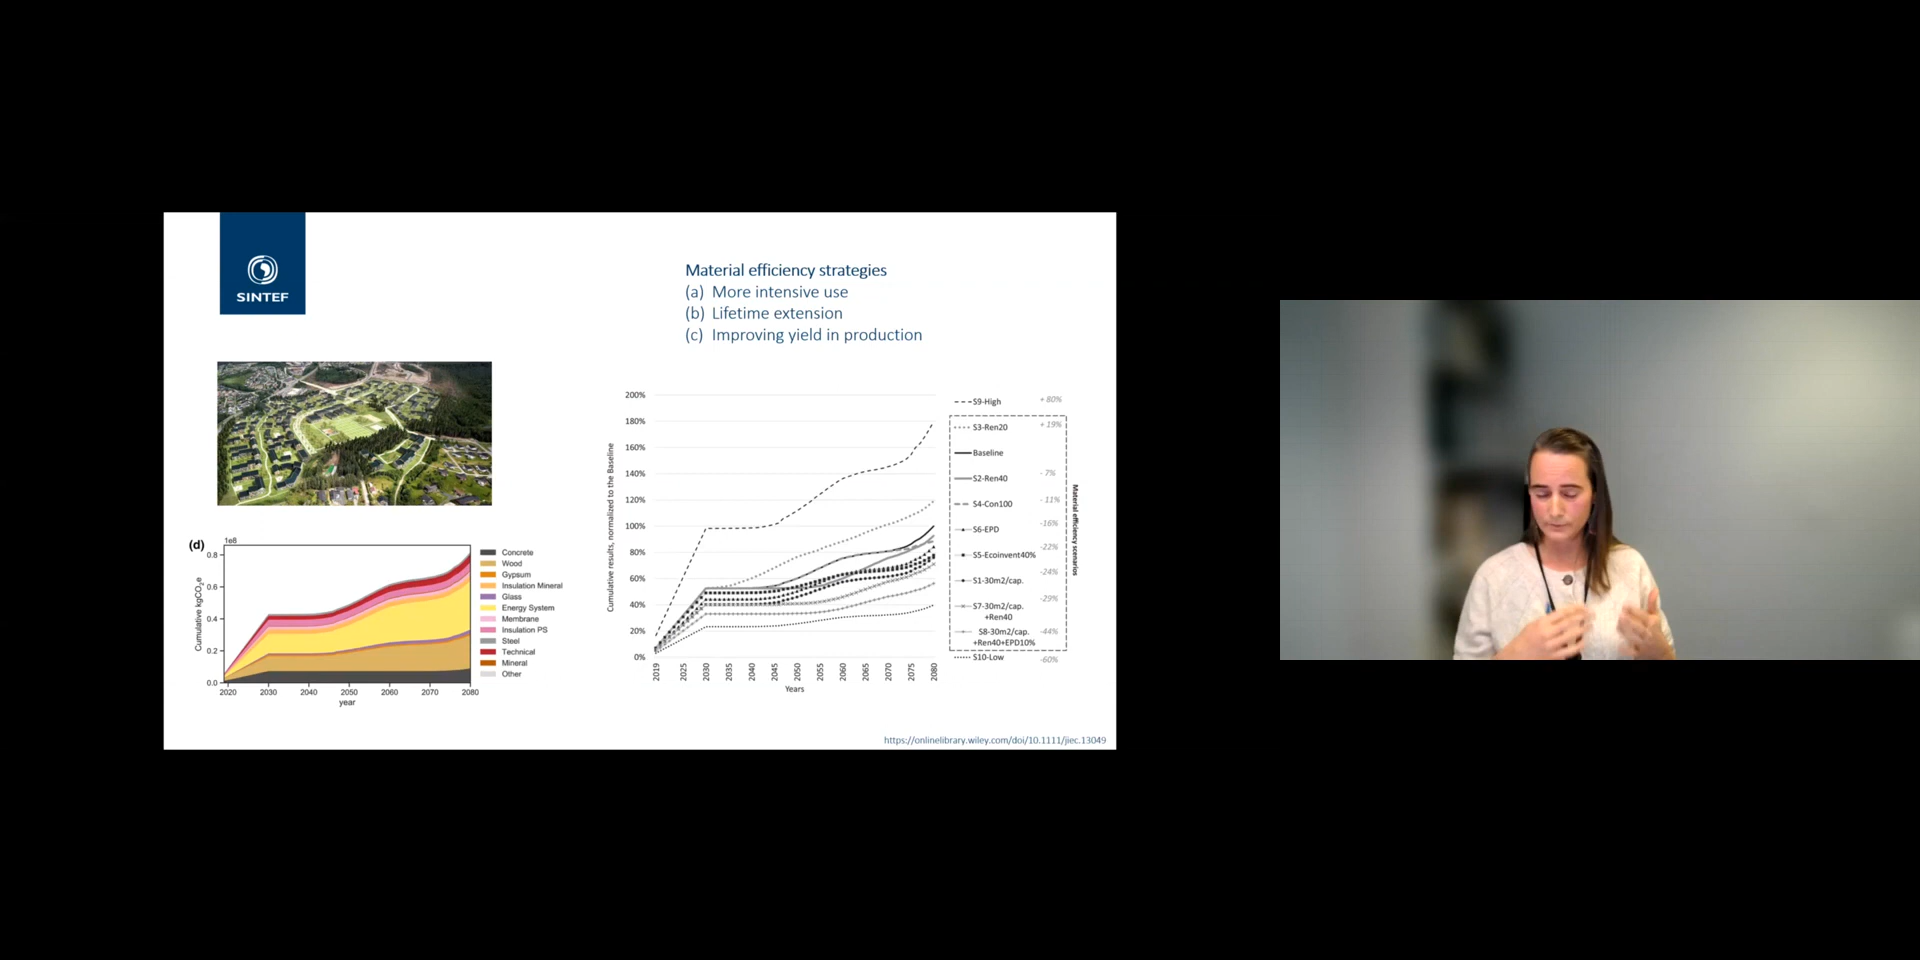 SINTEF
Material efficiency strategies
(a) More intensive use
(b) Lifetime extension
(c) Improving yield in production
(d)
1e8
Cumulative kgCO2e
0.8
0.6
0.4
0.2
0.0
2020 2030 2040 2050 2060 2070 2080
year
Concrete
Wood
Gypsum
Insulation Mineral
Glass
Energy System
Membrane
Insulation PS
Steel
Technical
Mineral
Other
Cumulative results, normalized to the Baseline
200%
180%
160%
140%
120%
100%
80%
60%
40%
20%
0%
2019 2025 2030 2035 2040 2045 2050 2055 2060 2065 2070 2075 2080
Years
S9-High + 80%
S3-Ren20 + 19%
Baseline
S2-Ren40 - 7%
S4-Con100 - 11%
S6-EPD -16%
S5-Ecoinvent40% -22%
S1-30m2/cap. -24%
S7-30m2/cap. -29%
+Ren40
S8-30m2/cap. -44%
+Ren40+EPD10%
S10-Low -60%
Material efficiency scenarios
https://onlinelibrary.wiley.com/doi/10.1111/jiec.13049